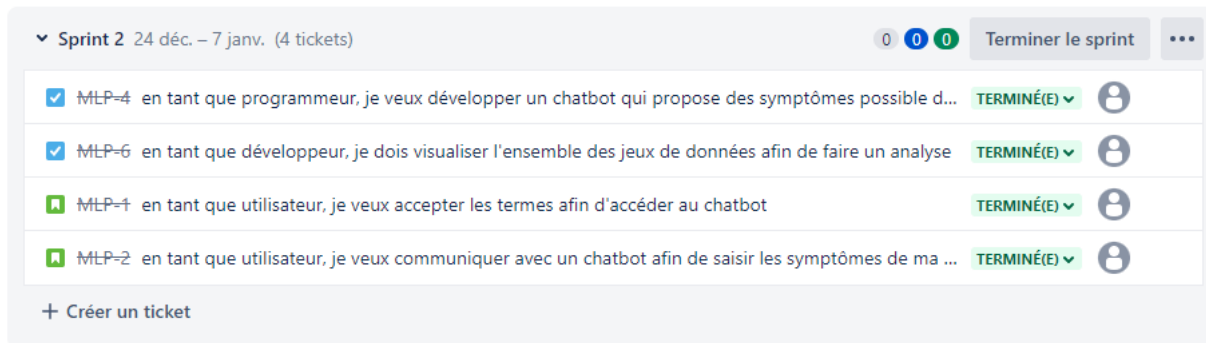 Sprint 2 24 déc. – 7 janv. (4 tickets) 0 0 0 Terminer le sprint
MLP-4 en tant que programmeur, je veux développer un chatbot qui propose des symptômes possible d... TERMINÉ(E)
MLP-6 en tant que développeur, je dois visualiser l'ensemble des jeux de données afin de faire un analyse TERMINÉ(E)
MLP-1 en tant que utilisateur, je veux accepter les termes afin d'accéder au chatbot TERMINÉ(E)
MLP-2 en tant que utilisateur, je veux communiquer avec un chatbot afin de saisir les symptômes de ma ... TERMINÉ(E)
+ Créer un ticket